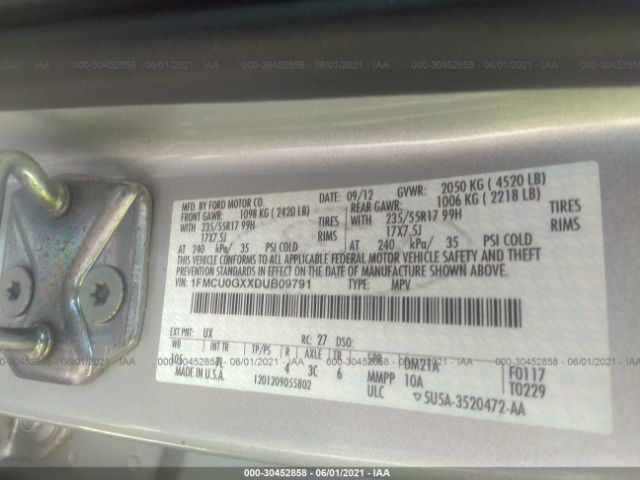 000-30452858 - 06/01/2021 - IAA
MFD. BY FORD MOTOR CO.
09/12 GVWR: 2050 KG ( 4520 LB)
FRONT GAWR: 1098 KG ( 2420 LB)
REAR GAWR: 1006 KG ( 2218 LB)
WITH 235/55R17 99H TIRES
WITH 235/55R17 99H TIRES
17X7.5J RIMS
17X7.5J RIMS
AT 240 kPa/ 35 PSI COLD
AT 240 kPa/ 35 PSI COLD
THIS VEHICLE CONFORMS TO ALL APPLICABLE FEDERAL MOTOR VEHICLE SAFETY AND THEFT
PREVENTION STANDARDS IN EFFECT ON THE DATE OF MANUFACTURE SHOWN ABOVE.
VIN: 1FMCU0GXXDUB09791 TYPE: MPV
EXT PNT: UX RC: 27 DSO:
WB INT TR TP/PS R AXLE TR SPR
105 4 3C 6 DM21A F0117
MADE IN U.S.A. 1201209055802 MMPP 10A T0229
ULC 5U5A-3520472-AA
000-30452858 - 06/01/2021 - IAA